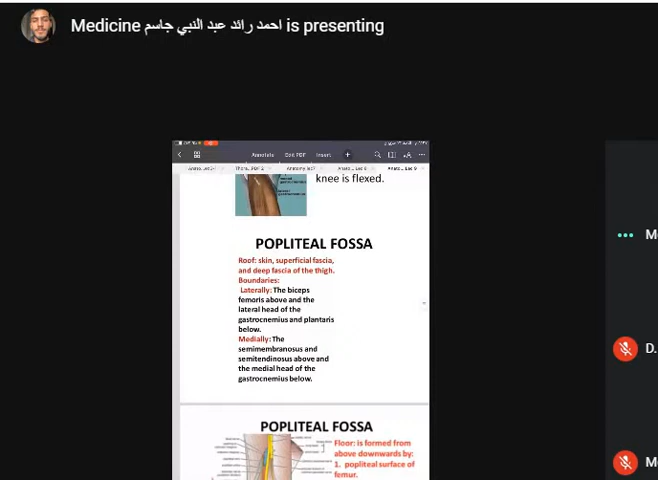 Medicine احمد رائد عبد النبي جاسم is presenting
Annotate Edit PDF Insert
knee is flexed.
POPLITEAL FOSSA
Roof: skin, superficial fascia,
and deep fascia of the thigh.
Boundaries:
Laterally: The biceps
femoris above and the
lateral head of the
gastrocnemius and plantaris
below.
Medially: The
semimembranosus and
semitendinosus above and
the medial head of the
gastrocnemius below.
POPLITEAL FOSSA
Floor: is formed from
above downwards by:
1. popliteal surface of
femur.
D.